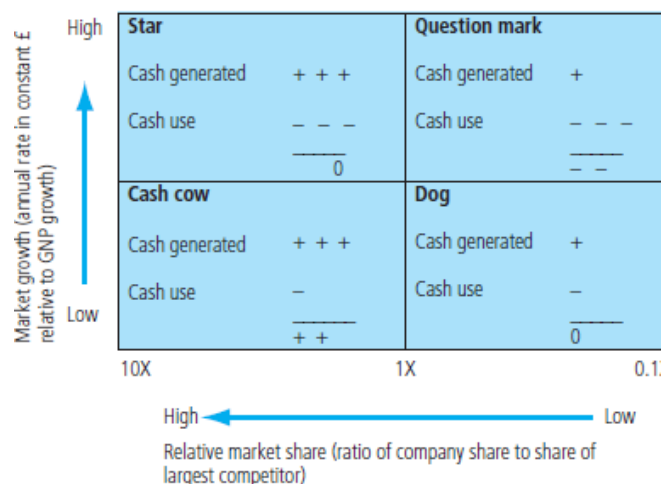 High
Star
Question mark
Cash generated + + +
Cash generated +
Cash use – – –
Cash use – – –
0
– –
Cash cow
Dog
Cash generated + + +
Cash generated +
Cash use –
Cash use –
+ +
0
Low
Market growth (annual rate in constant £
relative to GNP growth)
10X 1X 0.1X
High Low
Relative market share (ratio of company share to share of
largest competitor)